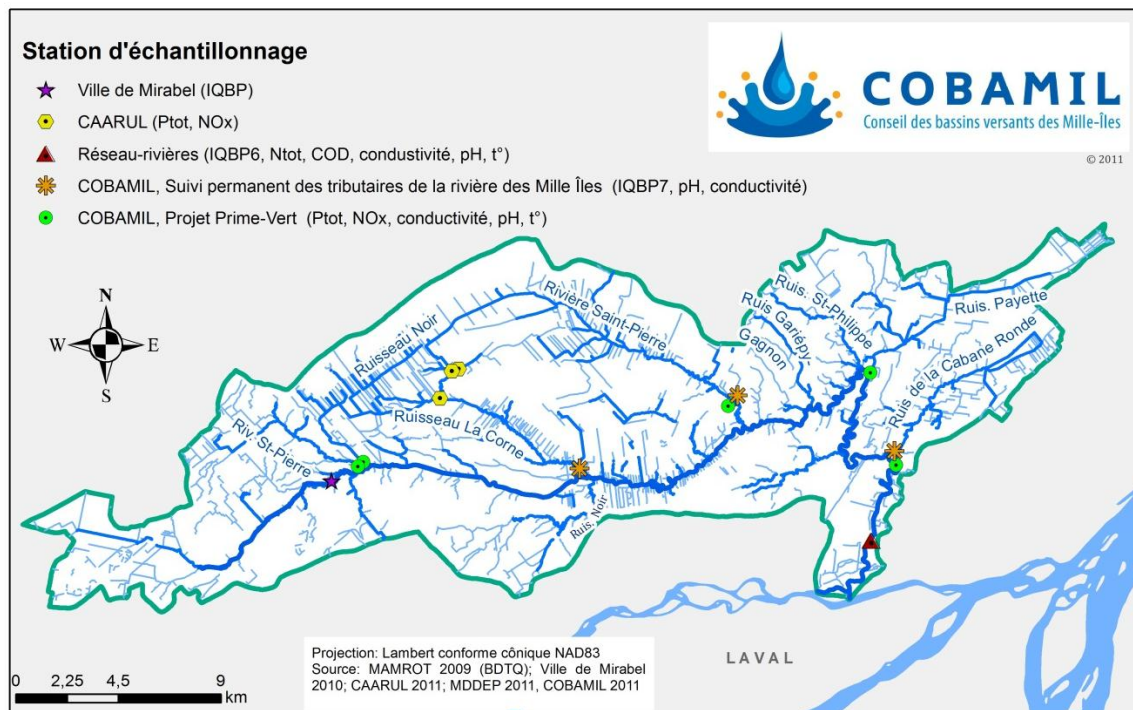 Station d'échantillonnage
Ville de Mirabel (IQBP)
CAARUL (Ptot, NOx)
Réseau-rivières (IQBP6, Ntot, COD, condustivité, pH, t°)
COBAMIL, Suivi permanent des tributaires de la rivière des Mille Îles (IQBP7, pH, conductivité)
COBAMIL, Projet Prime-Vert (Ptot, NOx, conductivité, pH, t°)
COBAMIL
Conseil des bassins versants des Mille-Îles
© 2011
N
W E
S
Ruisseau Noir
Rivière Saint-Pierre
Ruis Gariépy-
Gagnon
Ruis. St-Philippe
Ruis. Payette
Ruis de la Cabane Ronde
Ruisseau La Corne
Riv. St-Pierre
Ruis. Noir
LAVAL
Projection: Lambert conforme cônique NAD83
Source: MAMROT 2009 (BDTQ); Ville de Mirabel
2010; CAARUL 2011; MDDEP 2011, COBAMIL 2011
0 2,25 4,5 9
km